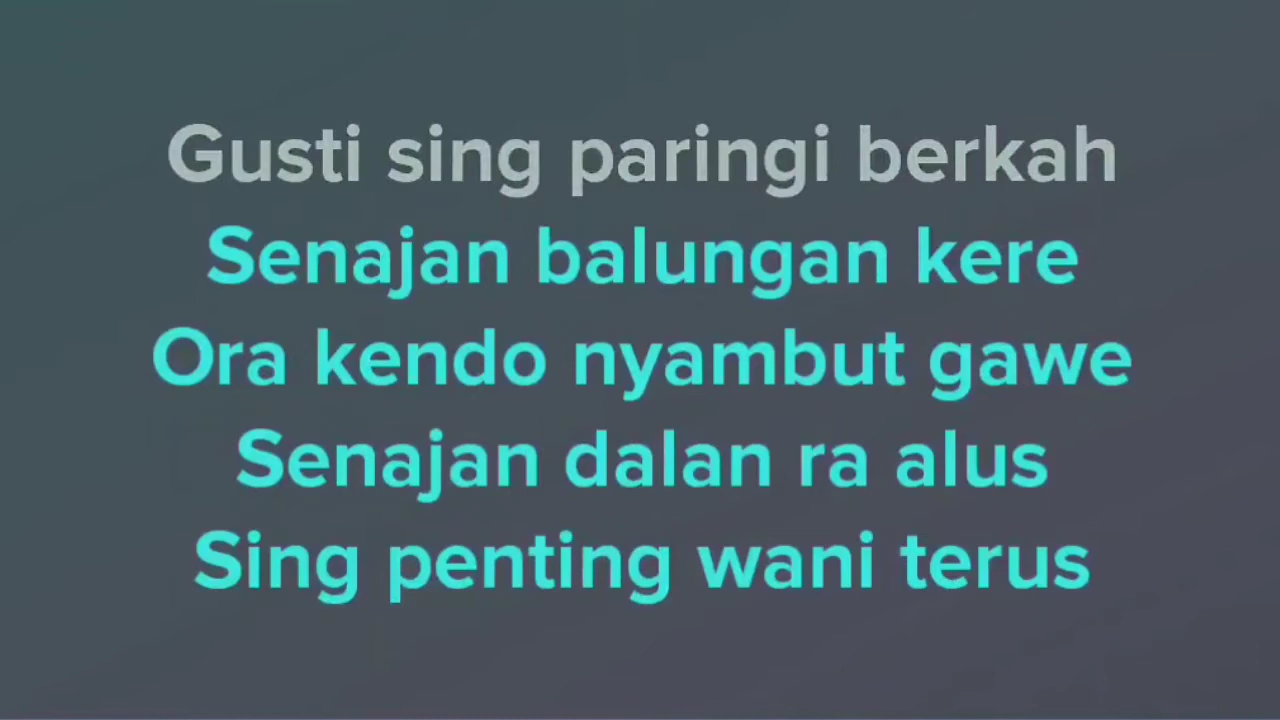 Gusti sing paringi berkah
Senajan balungan kere
Ora kendo nyambut gawe
Senajan dalan ra alus
Sing penting wani terus